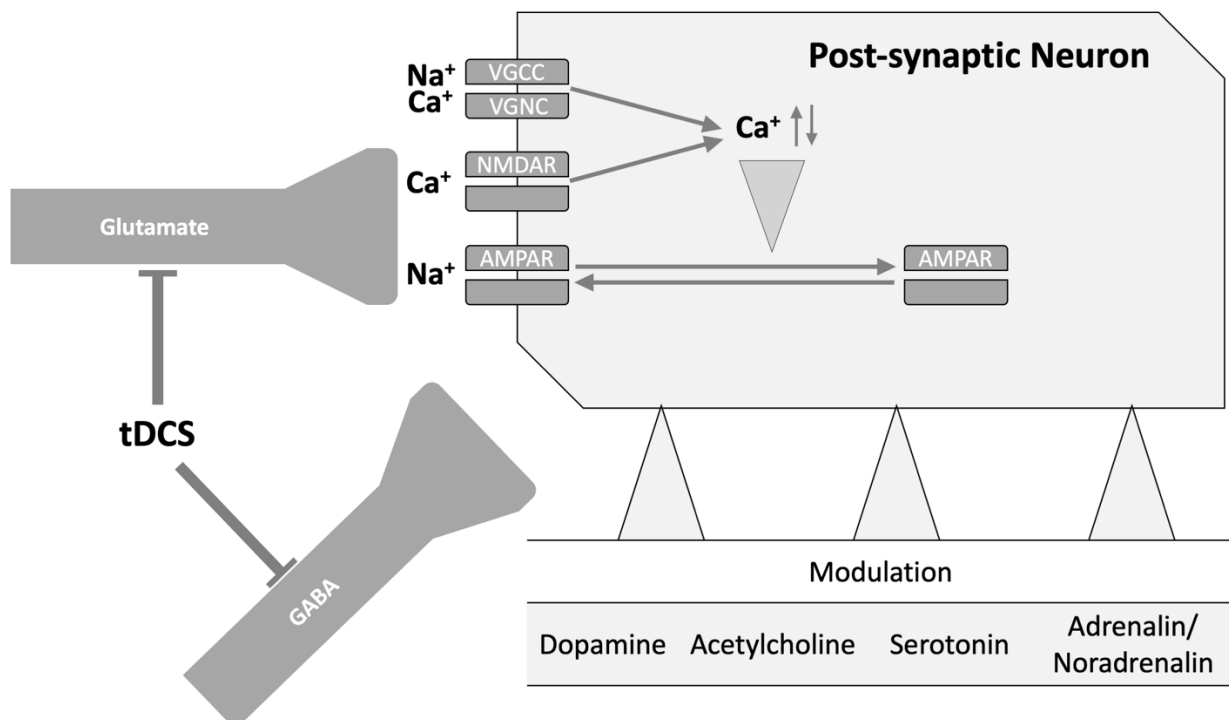 Post-synaptic Neuron
Na⁺ VGCC
Ca⁺ VGNC
Ca⁺
Ca⁺ NMDAR
Glutamate
Na⁺ AMPAR
AMPAR
tDCS
GABA
Modulation
Dopamine Acetylcholine Serotonin Adrenalin/
Noradrenalin